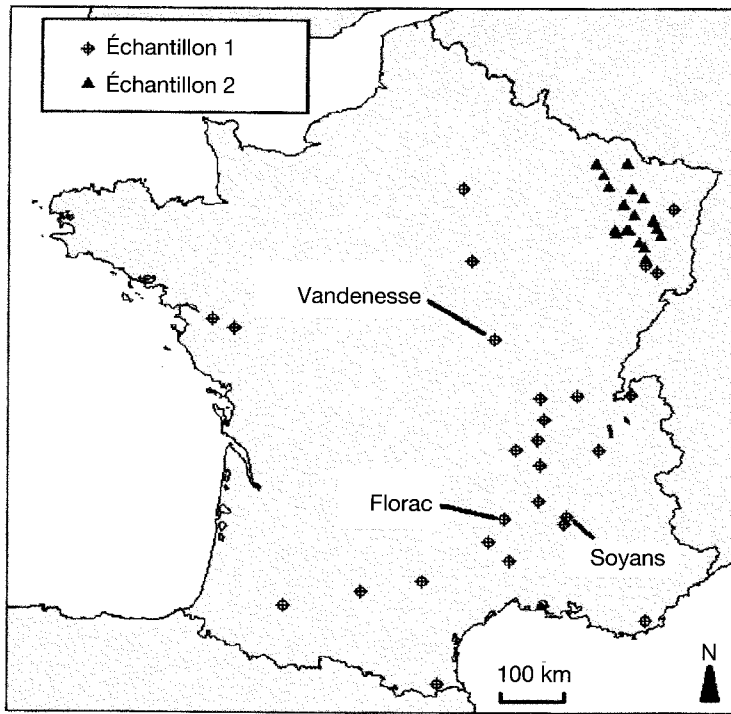 Échantillon 1
Échantillon 2
Vandenesse
Florac
Soyans
100 km
N